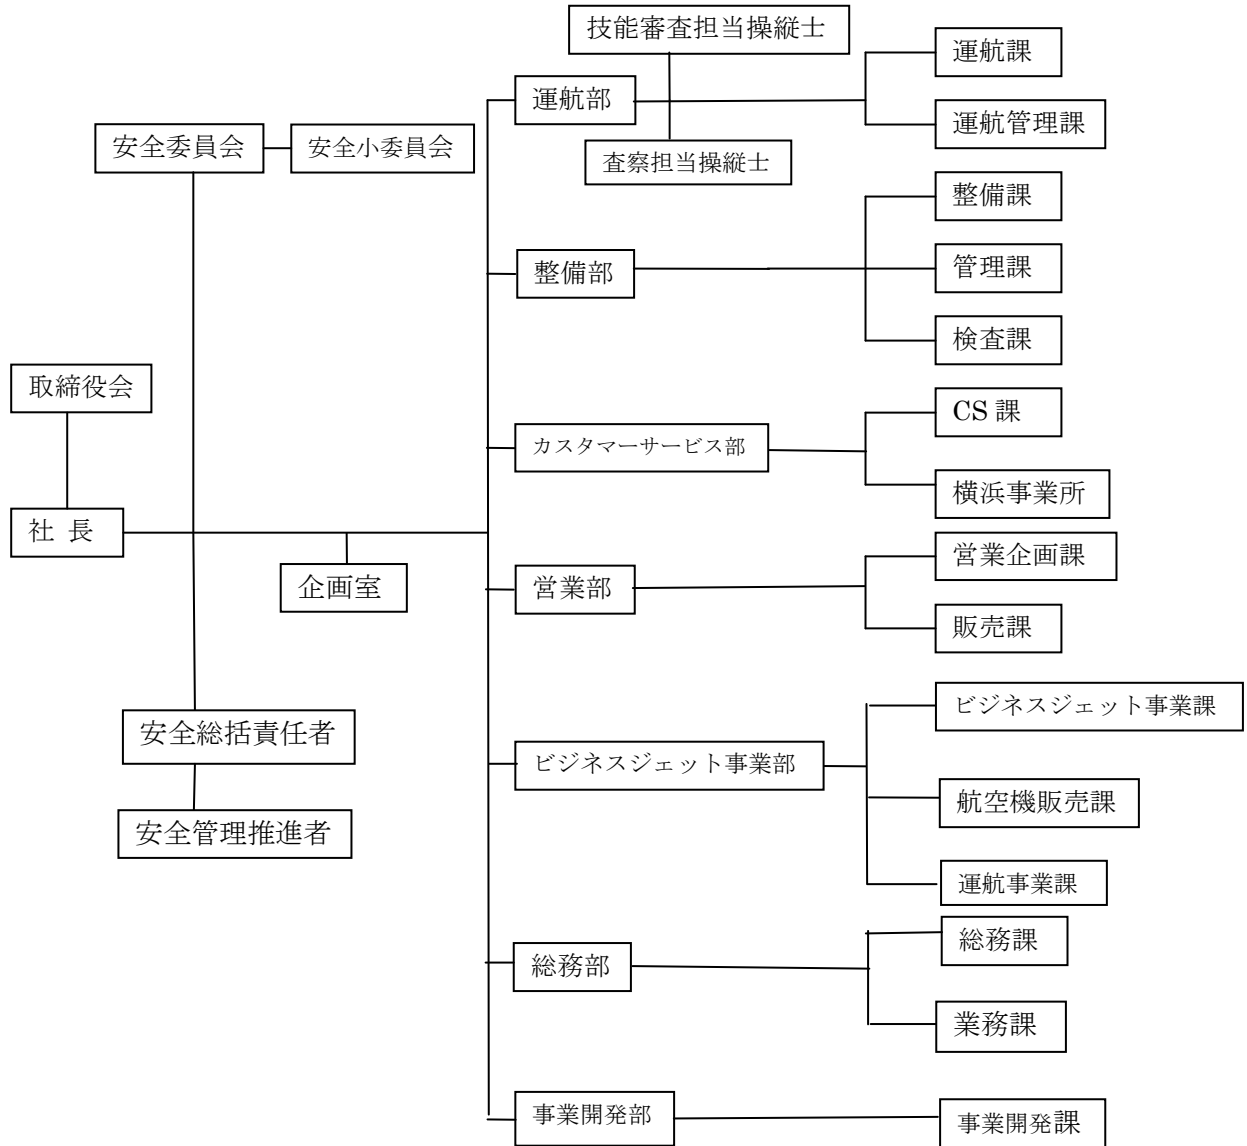 技能審査担当操縦士
運航課
運航部
運航管理課
安全委員会
安全小委員会
査察担当操縦士
整備課
整備部
管理課
検査課
取締役会
CS課
カスタマーサービス部
横浜事業所
社 長
営業企画課
企画室
営業部
販売課
ビジネスジェット事業課
安全総括責任者
ビジネスジェット事業部
航空機販売課
安全管理推進者
運航事業課
総務課
総務部
業務課
事業開発部
事業開発課